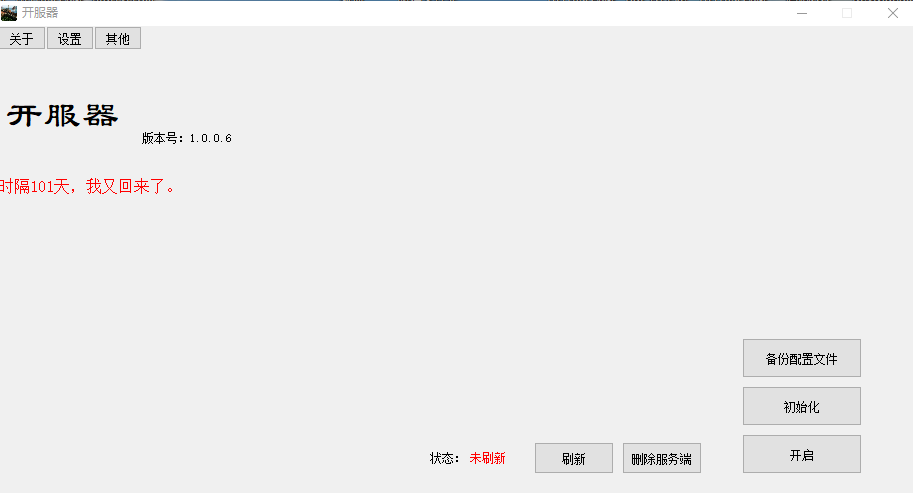 开服器
关于 设置 其他
开服器
版本号：1.0.0.6
时隔101天，我又回来了。
备份配置文件
初始化
状态： 未刷新 刷新 删除服务端 开启